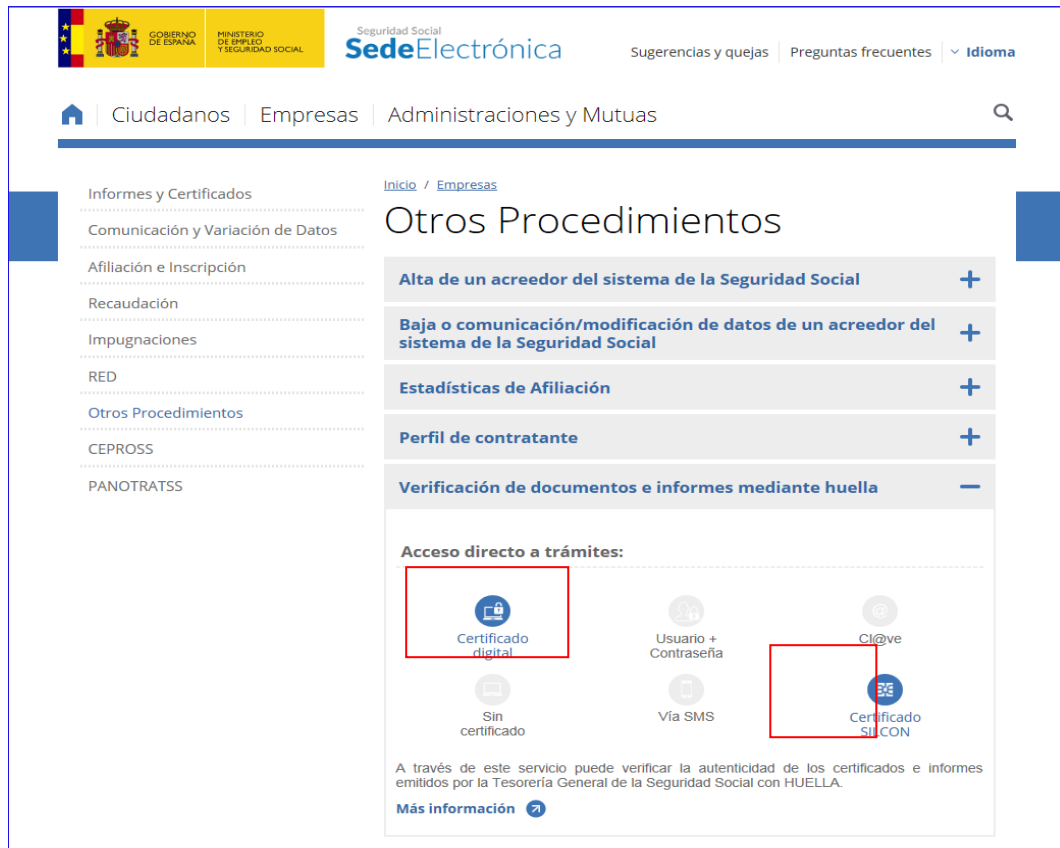 GOBIERNO
DE ESPAÑA
MINISTERIO
DE EMPLEO
Y SEGURIDAD SOCIAL
Seguridad Social
SedeElectrónica
Sugerencias y quejas
Preguntas frecuentes
Idioma
Ciudadanos
Empresas
Administraciones y Mutuas
Informes y Certificados
Comunicación y Variación de Datos
Afiliación e Inscripción
Recaudación
Impugnaciones
RED
Otros Procedimientos
CEPROSS
PANOTRATSS
Inicio / Empresas
Otros Procedimientos
Alta de un acreedor del sistema de la Seguridad Social
Baja o comunicación/modificación de datos de un acreedor del
sistema de la Seguridad Social
Estadísticas de Afiliación
Perfil de contratante
Verificación de documentos e informes mediante huella
Acceso directo a trámites:
Certificado
digital
Usuario +
Contraseña
Cl@ve
Sin
certificado
Vía SMS
Certificado
SILCON
A través de este servicio puede verificar la autenticidad de los certificados e informes
emitidos por la Tesorería General de la Seguridad Social con HUELLA.
Más información